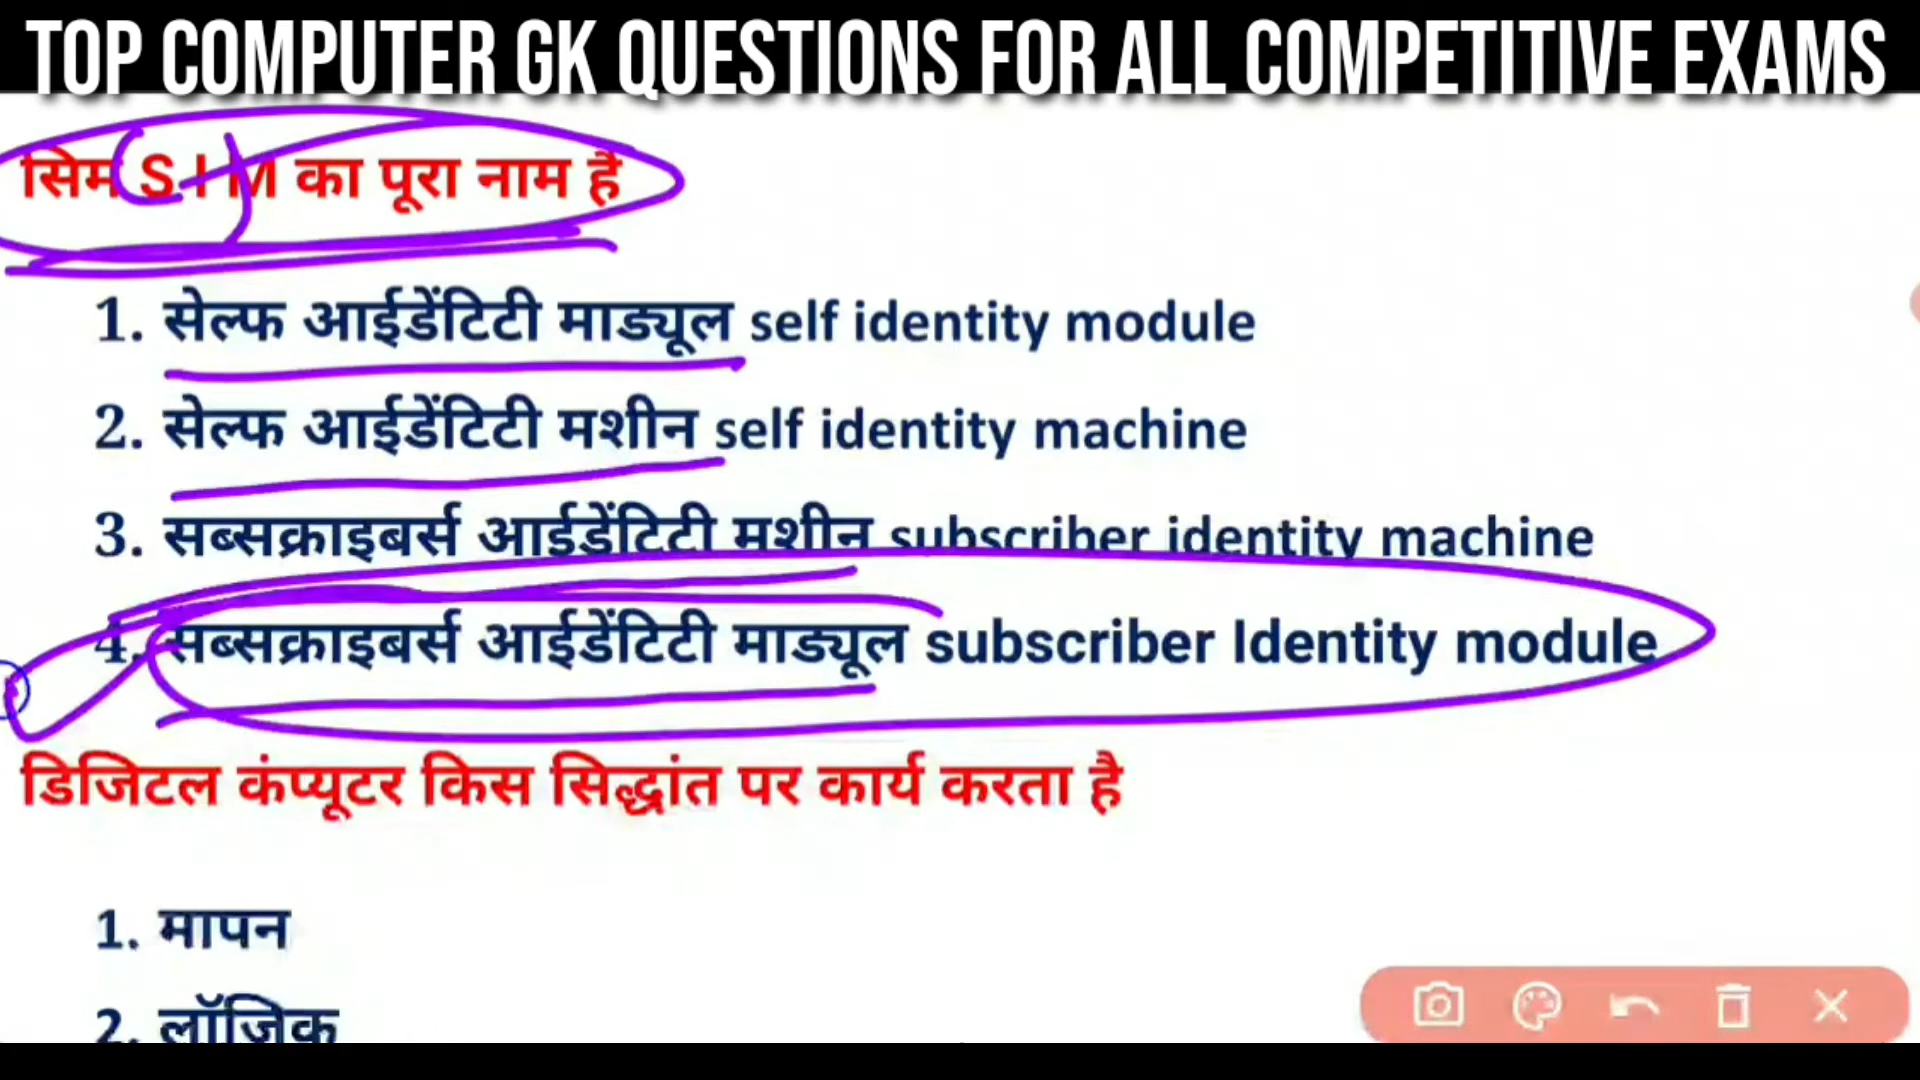 TOP COMPUTER GK QUESTIONS FOR ALL COMPETITIVE EXAMS
सिम S I M का पूरा नाम है
1. सेल्फ आईडेंटिटी माड्यूल self identity module
2. सेल्फ आईडेंटिटी मशीन self identity machine
3. सब्सक्राइबर्स आईडेंटिटी मशीन subscriber identity machine
4. सब्सक्राइबर्स आईडेंटिटी माड्यूल subscriber Identity module
डिजिटल कंप्यूटर किस सिद्धांत पर कार्य करता है
1. मापन
2. लॉजिक